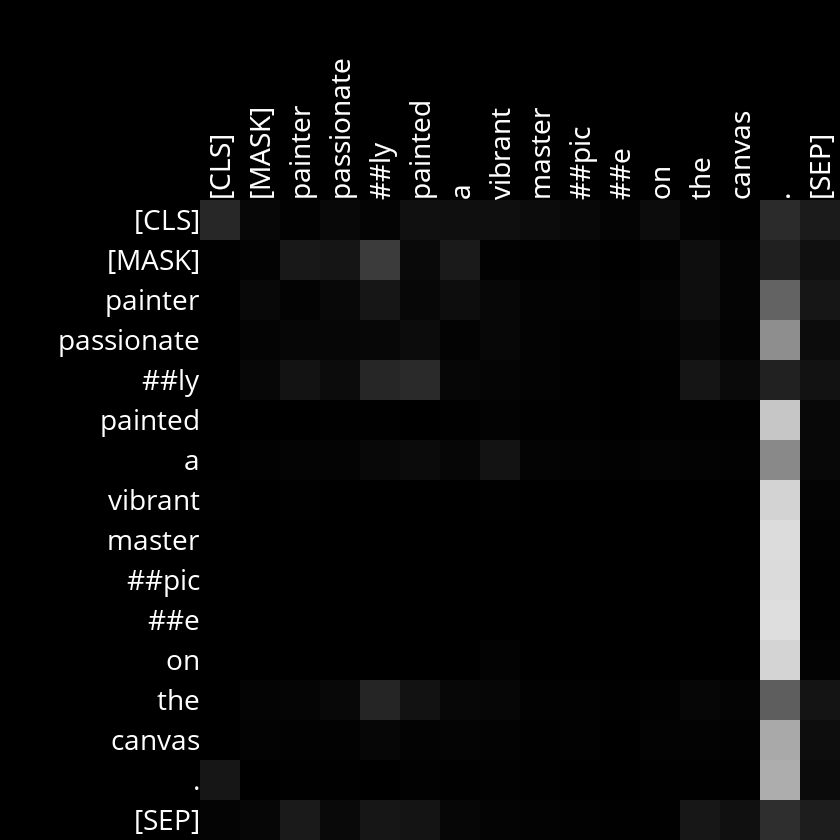 [CLS] [MASK] painter passionate ##ly painted a vibrant master ##pic ##e on the canvas . [SEP]
[CLS]
[MASK]
painter
passionate
##ly
painted
a
vibrant
master
##pic
##e
on
the
canvas
.
[SEP]